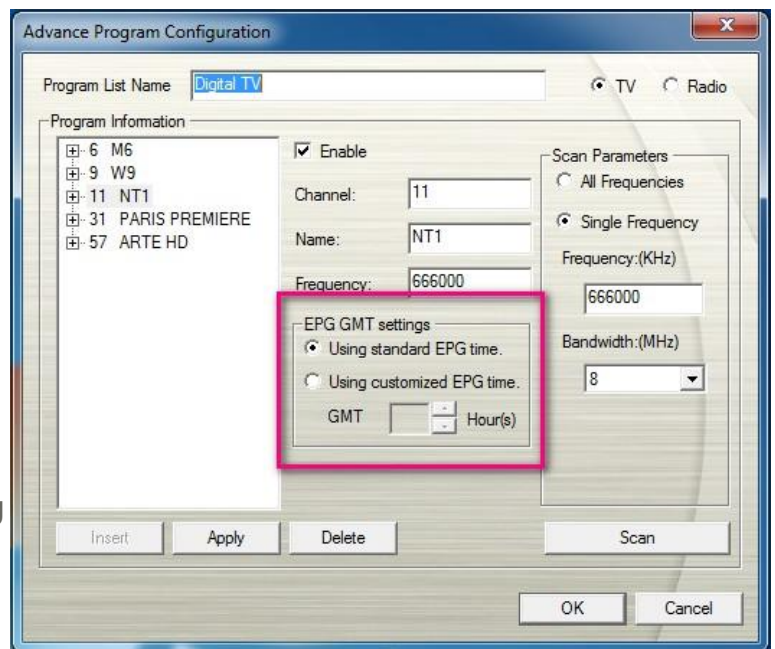 Advance Program Configuration
Program List Name Digital TV TV Radio
Program Information
6 M6
9 W9
11 NT1
31 PARIS PREMIERE
57 ARTE HD
Enable
Channel: 11
Name: NT1
Frequency: 666000
EPG GMT settings
Using standard EPG time.
Using customized EPG time.
GMT Hour(s)
Scan Parameters
All Frequencies
Single Frequency
Frequency:(KHz)
666000
Bandwidth:(MHz)
8
Insert Apply Delete Scan
OK Cancel